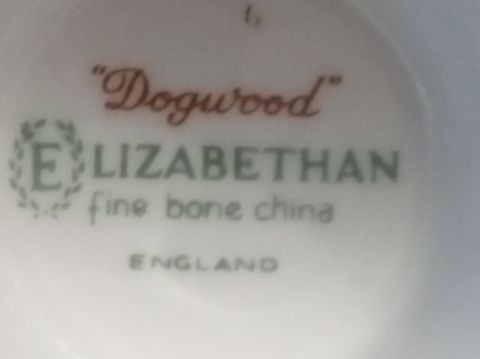 "Dogwood"
ELIZABETHAN
fine bone china
ENGLAND